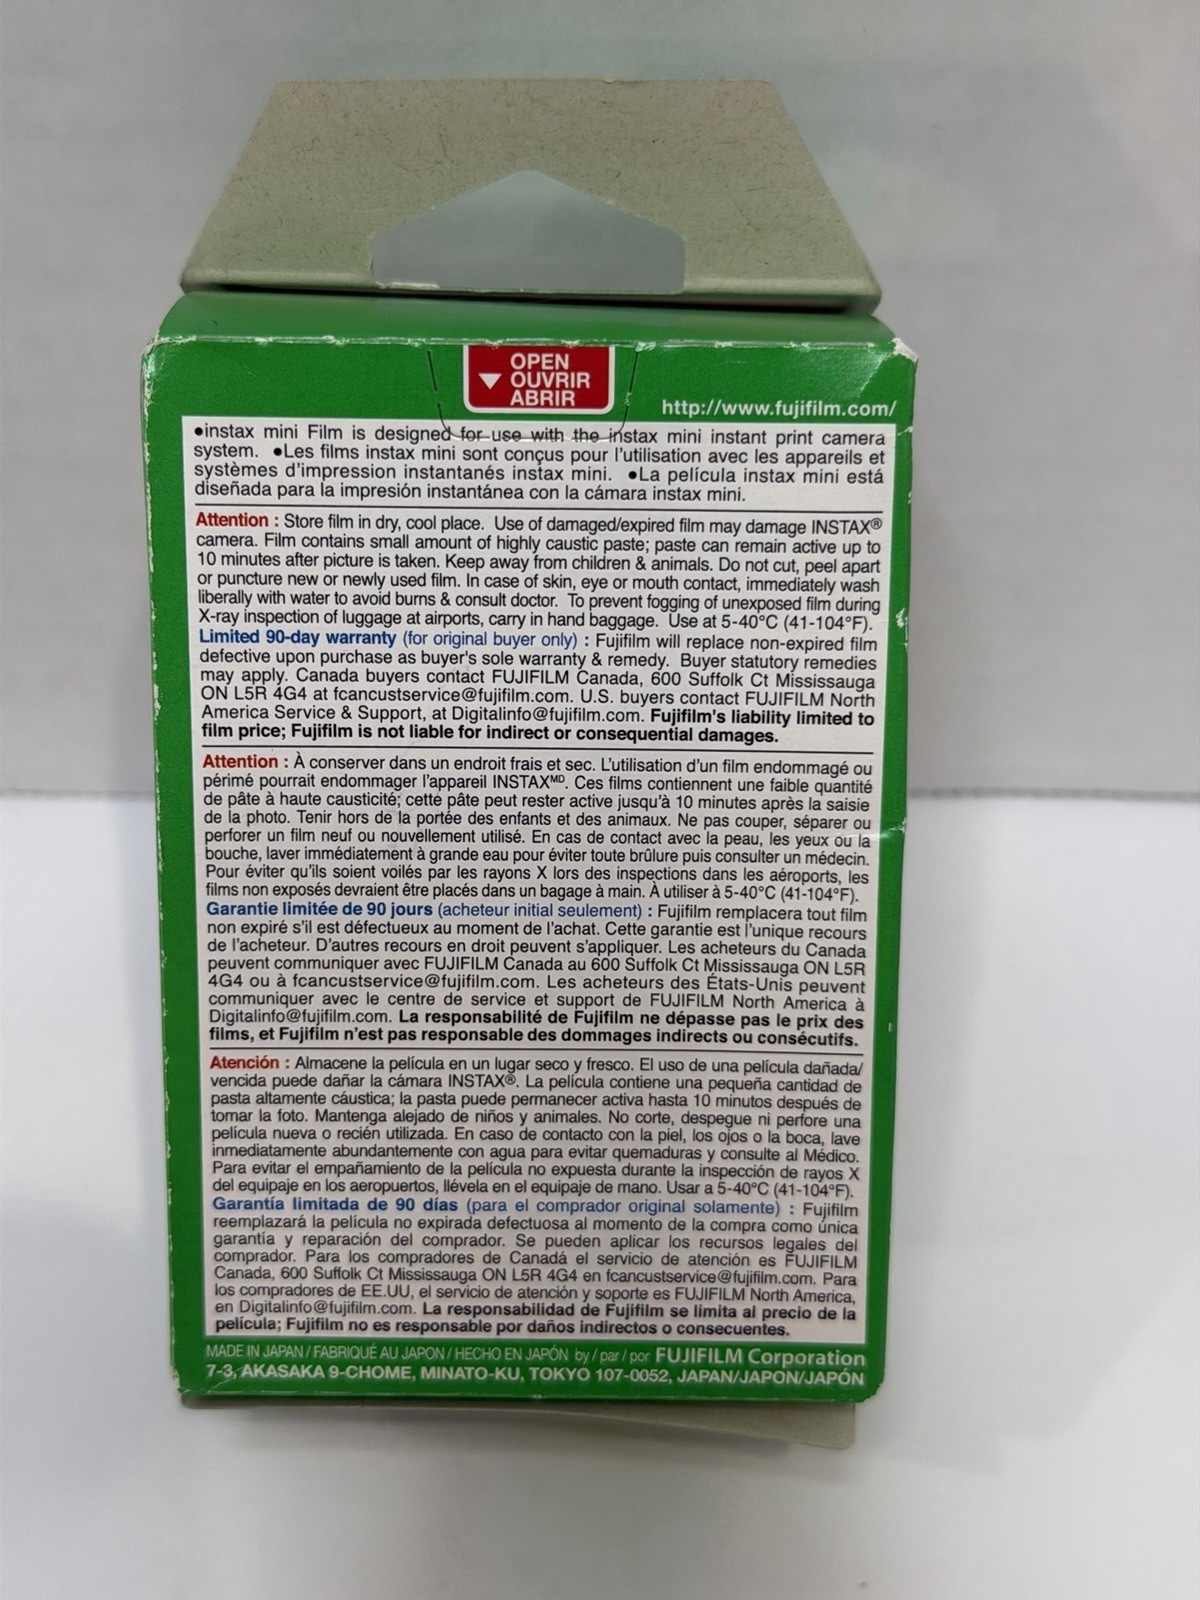 OPEN
OUVRIR
ABRIR
http://www.fujifilm.com/
●instax mini Film is designed for use with the instax mini instant print camera
system. ●Les films instax mini sont conçus pour l'utilisation avec les appareils et
systèmes d'impression instantanés instax mini. ●La película instax mini está
diseñada para la impresión instantánea con la cámara instax mini.
Attention : Store film in dry, cool place. Use of damaged/expired film may damage INSTAX®
camera. Film contains small amount of highly caustic paste; paste can remain active up to
10 minutes after picture is taken. Keep away from children & animals. Do not cut, peel apart
or puncture new or newly used film. In case of skin, eye or mouth contact, immediately wash
liberally with water to avoid burns & consult doctor. To prevent fogging of unexposed film during
X-ray inspection of luggage at airports, carry in hand baggage. Use at 5-40°C (41-104°F).
Limited 90-day warranty (for original buyer only) : Fujifilm will replace non-expired film
defective upon purchase as buyer's sole warranty & remedy. Buyer statutory remedies
may apply. Canada buyers contact FUJIFILM Canada, 600 Suffolk Ct Mississauga
ON L5R 4G4 at fcancustservice@fujifilm.com. U.S. buyers contact FUJIFILM North
America Service & Support, at Digitalinfo@fujifilm.com. Fujifilm's liability limited to
film price; Fujifilm is not liable for indirect or consequential damages.
Attention : À conserver dans un endroit frais et sec. L'utilisation d'un film endommagé ou
périmé pourrait endommager l'appareil INSTAXᴹᴰ. Ces films contiennent une faible quantité
de pâte à haute causticité; cette pâte peut rester active jusqu'à 10 minutes après la saisie
de la photo. Tenir hors de la portée des enfants et des animaux. Ne pas couper, séparer ou
perforer un film neuf ou nouvellement utilisé. En cas de contact avec la peau, les yeux ou la
bouche, laver immédiatement à grande eau pour éviter toute brûlure puis consulter un médecin.
Pour éviter qu'ils soient voilés par les rayons X lors des inspections dans les aéroports, les
films non exposés devraient être placés dans un bagage à main. À utiliser à 5-40°C (41-104°F).
Garantie limitée de 90 jours (acheteur initial seulement) : Fujifilm remplacera tout film
non expiré s'il est défectueux au moment de l'achat. Cette garantie est l'unique recours
de l'acheteur. D'autres recours en droit peuvent s'appliquer. Les acheteurs du Canada
peuvent communiquer avec FUJIFILM Canada au 600 Suffolk Ct Mississauga ON L5R
4G4 ou à fcancustservice@fujifilm.com. Les acheteurs des États-Unis peuvent
communiquer avec le centre de service et support de FUJIFILM North America à
Digitalinfo@fujifilm.com. La responsabilité de Fujifilm ne dépasse pas le prix des
films, et Fujifilm n'est pas responsable des dommages indirects ou consécutifs.
Atención : Almacene la película en un lugar seco y fresco. El uso de una película dañada/
vencida puede dañar la cámara INSTAX®. La película contiene una pequeña cantidad de
pasta altamente cáustica; la pasta puede permanecer activa hasta 10 minutos después de
tomar la foto. Mantenga alejado de niños y animales. No corte, despegue ni perfore una
película nueva o recién utilizada. En caso de contacto con la piel, los ojos o la boca, lave
inmediatamente abundantemente con agua para evitar quemaduras y consulte al Médico.
Para evitar el empañamiento de la película no expuesta durante la inspección de rayos X
del equipaje en los aeropuertos, llévela en el equipaje de mano. Usar a 5-40°C (41-104°F).
Garantía limitada de 90 días (para el comprador original solamente) : Fujifilm
reemplazará la película no expirada defectuosa al momento de la compra como única
garantía y reparación del comprador. Se pueden aplicar los recursos legales del
comprador. Para los compradores de Canadá el servicio de atención es FUJIFILM
Canada, 600 Suffolk Ct Mississauga ON L5R 4G4 en fcancustservice@fujifilm.com. Para
los compradores de EE.UU, el servicio de atención y soporte es FUJIFILM North America,
en Digitalinfo@fujifilm.com. La responsabilidad de Fujifilm se limita al precio de la
película; Fujifilm no es responsable por daños indirectos o consecuentes.
MADE IN JAPAN / FABRIQUÉ AU JAPON / HECHO EN JAPÓN by / par / por FUJIFILM Corporation
7-3, AKASAKA 9-CHOME, MINATO-KU, TOKYO 107-0052, JAPAN/JAPON/JAPÓN